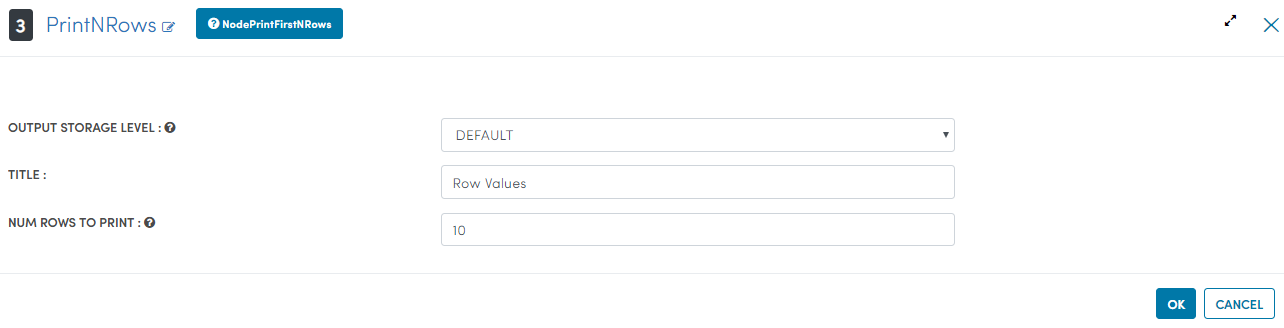 3 PrintNRows NodePrintFirstNRows
OUTPUT STORAGE LEVEL : DEFAULT
TITLE : Row Values
NUM ROWS TO PRINT : 10
OK CANCEL